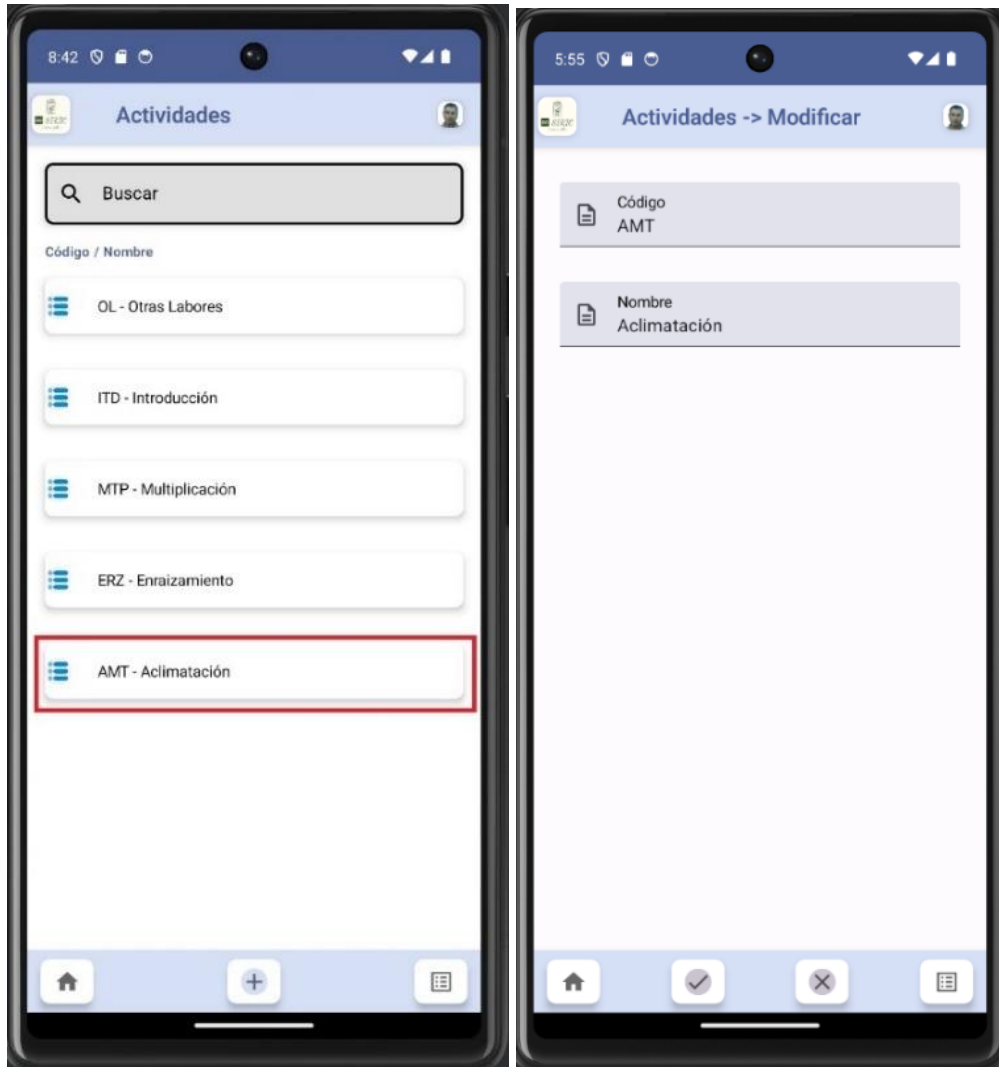 8:42
Actividades
Buscar
Código / Nombre
OL - Otras Labores
ITD - Introducción
MTP - Multiplicación
ERZ - Enraizamiento
AMT - Aclimatación
5:55
Actividades -> Modificar
Código
AMT
Nombre
Aclimatación